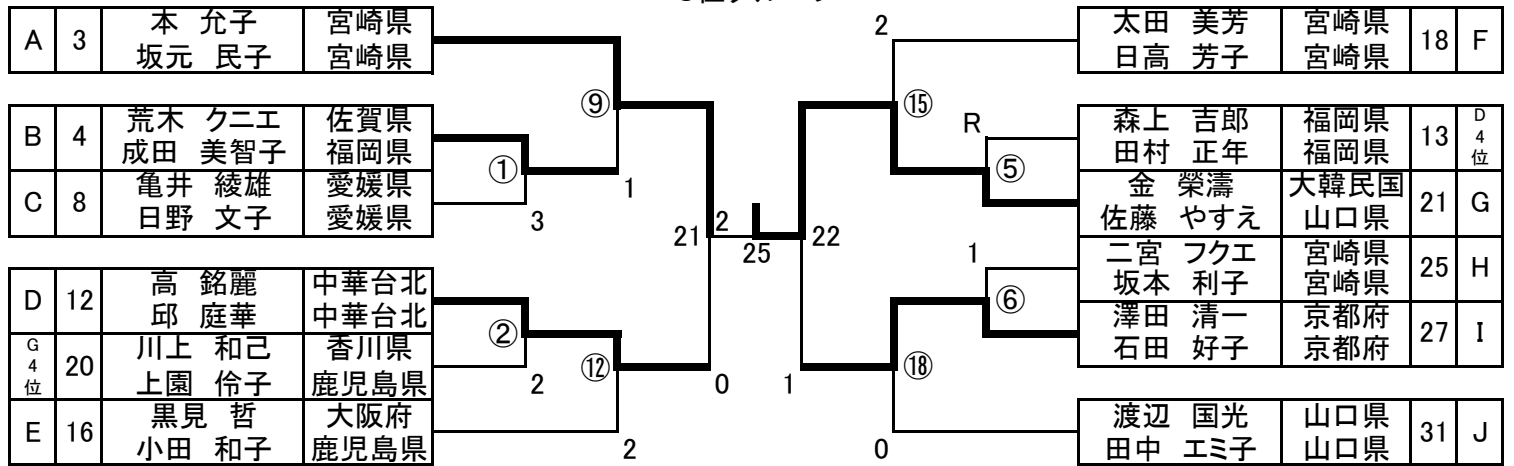 A 3 本 允子 宮崎県
坂元 民子 宮崎県
B 4 荒木 クニエ 佐賀県
成田 美智子 福岡県
C 8 亀井 綾雄 愛媛県
日野 文子 愛媛県
D 12 高 銘麗 中華台北
邱 庭華 中華台北
G4位 20 川上 和己 香川県
上園 伶子 鹿児島県
E 16 黒見 哲 大阪府
小田 和子 鹿児島県
⑨
①
1
3
②
2
⑫
2
21
0
2
25
22
1
2
⑮
R
⑤
1
⑥
⑱
0
太田 美芳 宮崎県 18 F
日高 芳子 宮崎県
森上 吉郎 福岡県 13 D4位
田村 正年 福岡県
金 榮濤 大韓民国 21 G
佐藤 やすえ 山口県
二宮 フクエ 宮崎県 25 H
坂本 利子 宮崎県
澤田 清一 京都府 27 I
石田 好子 京都府
渡辺 国光 山口県 31 J
田中 エミ子 山口県